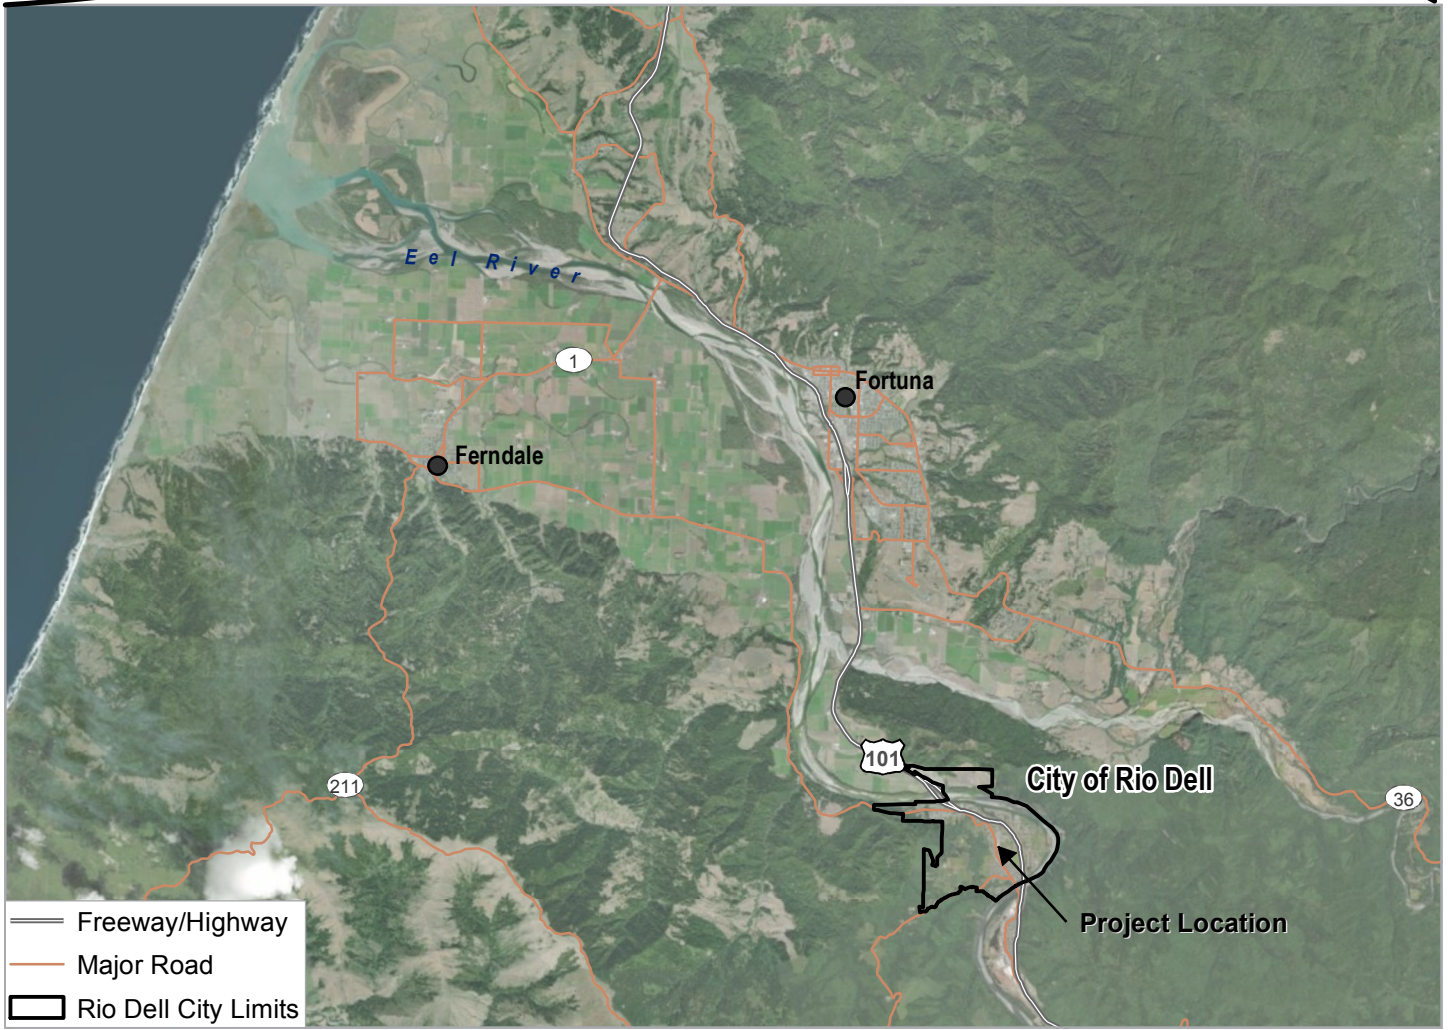 Eel River
1
Fortuna
Ferndale
101
City of Rio Dell
211
36
Project Location
Freeway/Highway
Major Road
Rio Dell City Limits